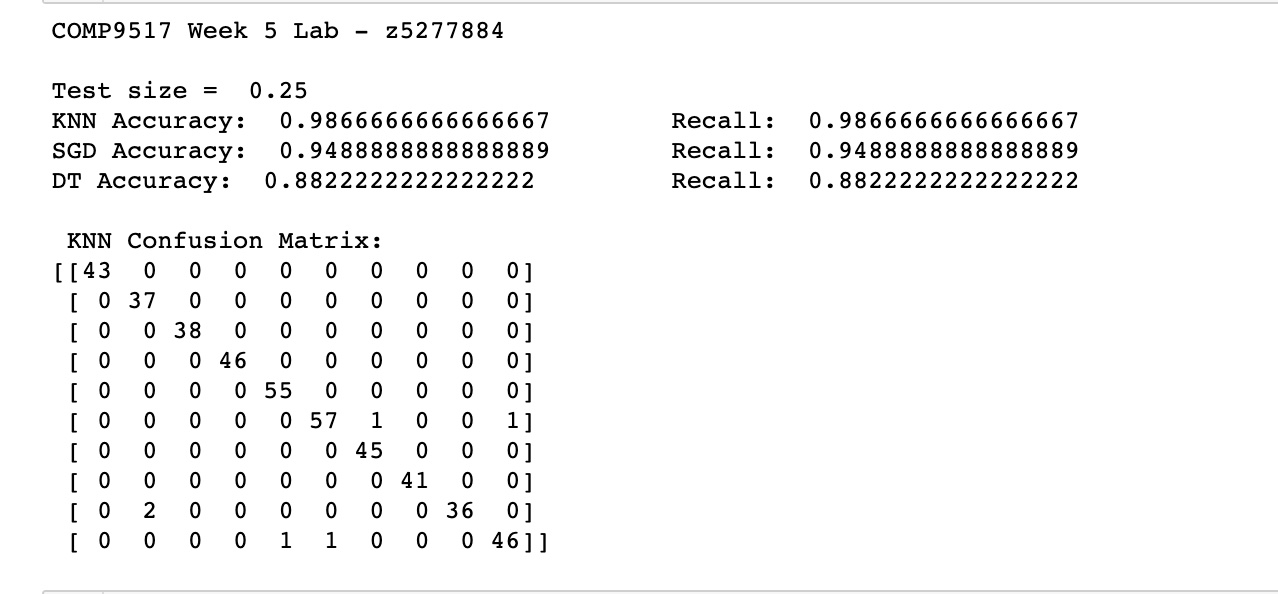 COMP9517 Week 5 Lab - z5277884
Test size =  0.25
KNN Accuracy:  0.9866666666666667        Recall:  0.9866666666666667
SGD Accuracy:  0.9488888888888889        Recall:  0.9488888888888889
DT Accuracy:  0.8822222222222222         Recall:  0.8822222222222222
 KNN Confusion Matrix:
[[43  0  0  0  0  0  0  0  0  0]
 [ 0 37  0  0  0  0  0  0  0  0]
 [ 0  0 38  0  0  0  0  0  0  0]
 [ 0  0  0 46  0  0  0  0  0  0]
 [ 0  0  0  0 55  0  0  0  0  0]
 [ 0  0  0  0  0 57  1  0  0  1]
 [ 0  0  0  0  0  0 45  0  0  0]
 [ 0  0  0  0  0  0  0 41  0  0]
 [ 0  2  0  0  0  0  0  0 36  0]
 [ 0  0  0  0  1  1  0  0  0 46]]